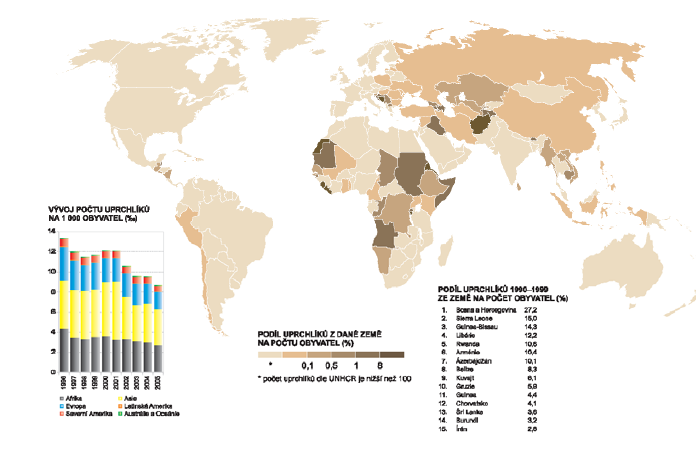 VÝVOJ POČTU UPRCHLÍKŮ
NA 1 000 OBYVATEL (‰)
14
12
10
8
6
4
2
0
1996
1997
1998
1999
2000
2001
2002
2003
2004
2005
Afrika
Asie
Evropa
Latinská Amerika
Severní Amerika
Austrálie a Oceánie
PODÍL UPRCHLÍKŮ Z DANÉ ZEMĚ
NA POČTU OBYVATEL (%)
* 0,1 0,5 1 8
* počet uprchlíků dle UNHCR je nižší než 100
PODÍL UPRCHLÍKŮ 1990–1999
ZE ZEMĚ NA POČET OBYVATEL (%)
1. Bosna a Hercegovina 27,2
2. Sierra Leone 15,0
3. Guinea-Bissau 14,3
4. Libérie 12,2
5. Rwanda 10,5
6. Arménie 10,4
7. Ázerbájdžán 10,1
8. Belize 8,3
9. Kuvajt 6,1
10. Gruzie 5,9
11. Guinea 4,4
12. Chorvatsko 4,1
13. Šrí Lanka 3,6
14. Burundi 3,2
15. Írán 2,6